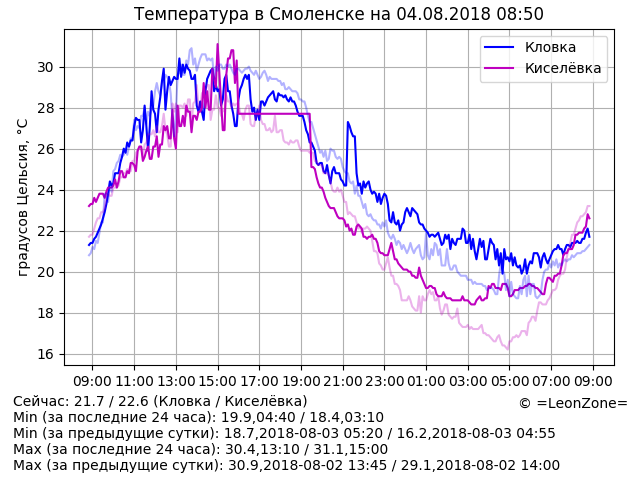 Температура в Смоленске на 04.08.2018 08:50
Кловка
Киселёвка
градусов Цельсия, °C
30
28
26
24
22
20
18
16
09:00 11:00 13:00 15:00 17:00 19:00 21:00 23:00 01:00 03:00 05:00 07:00 09:00
Сейчас: 21.7 / 22.6 (Кловка / Киселёвка)
© =LeonZone=
Min (за последние 24 часа): 19.9,04:40 / 18.4,03:10
Min (за предыдущие сутки): 18.7,2018-08-03 05:20 / 16.2,2018-08-03 04:55
Max (за последние 24 часа): 30.4,13:10 / 31.1,15:00
Max (за предыдущие сутки): 30.9,2018-08-02 13:45 / 29.1,2018-08-02 14:00